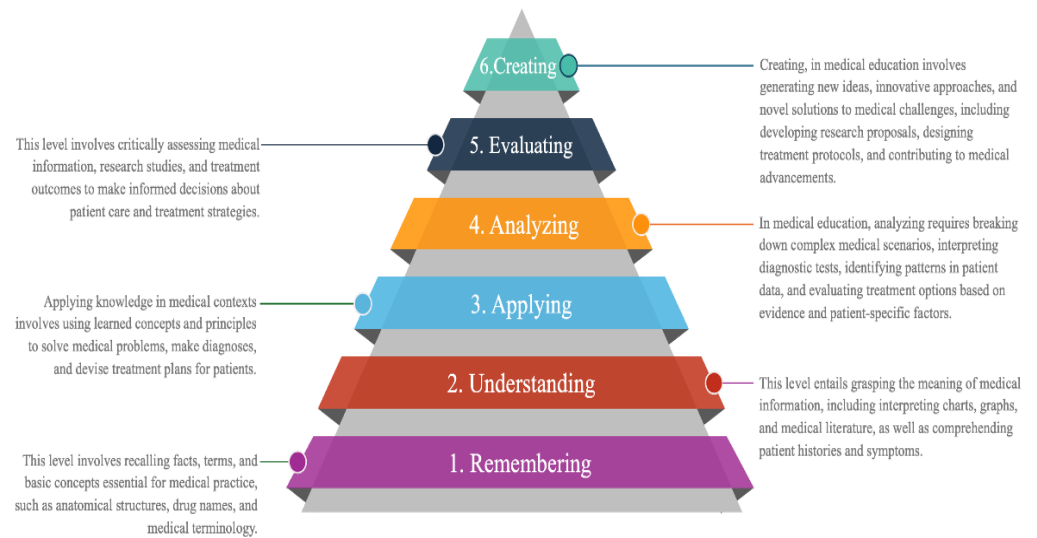 6.Creating
Creating, in medical education involves
generating new ideas, innovative approaches, and
novel solutions to medical challenges, including
developing research proposals, designing
treatment protocols, and contributing to medical
advancements.
This level involves critically assessing medical
information, research studies, and treatment
outcomes to make informed decisions about
patient care and treatment strategies.
5. Evaluating
4. Analyzing
In medical education, analyzing requires breaking
down complex medical scenarios, interpreting
diagnostic tests, identifying patterns in patient
data, and evaluating treatment options based on
evidence and patient-specific factors.
Applying knowledge in medical contexts
involves using learned concepts and principles
to solve medical problems, make diagnoses,
and devise treatment plans for patients.
3. Applying
2. Understanding
This level entails grasping the meaning of medical
information, including interpreting charts, graphs,
and medical literature, as well as comprehending
patient histories and symptoms.
This level involves recalling facts, terms, and
basic concepts essential for medical practice,
such as anatomical structures, drug names, and
medical terminology.
1. Remembering